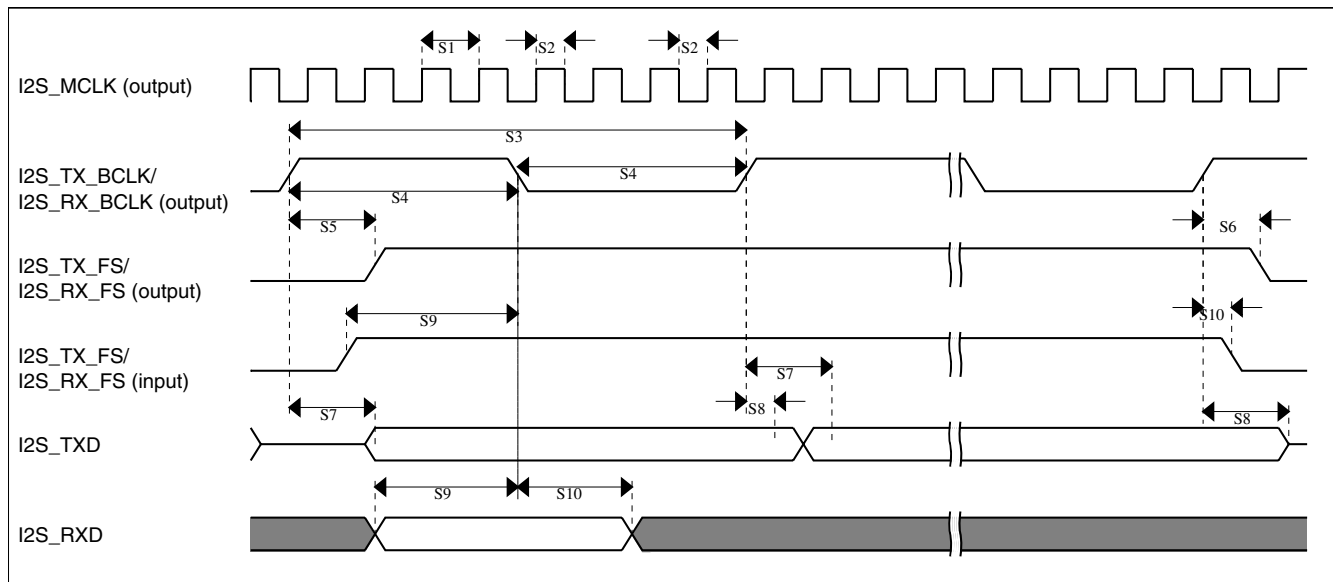 S1 S2 S2
I2S_MCLK (output)
S3
I2S_TX_BCLK/
I2S_RX_BCLK (output)
S4
S4
S5
S6
I2S_TX_FS/
I2S_RX_FS (output)
S9
S10
I2S_TX_FS/
I2S_RX_FS (input)
S7
S7
S8
S8
I2S_TXD
S9 S10
I2S_RXD